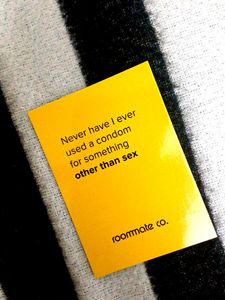 Never have I ever
used a condom
for something
other than sex
roommate co.